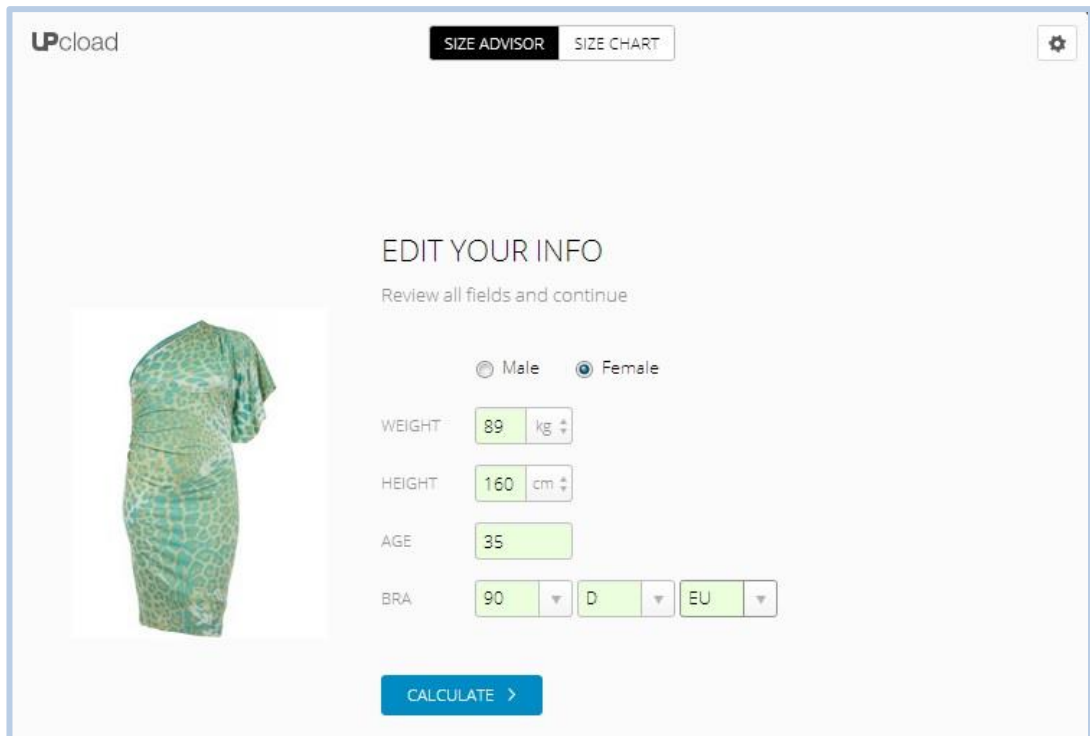 UPcload
SIZE ADVISOR SIZE CHART
EDIT YOUR INFO
Review all fields and continue
Male Female
WEIGHT 89 kg
HEIGHT 160 cm
AGE 35
BRA 90 D EU
CALCULATE >